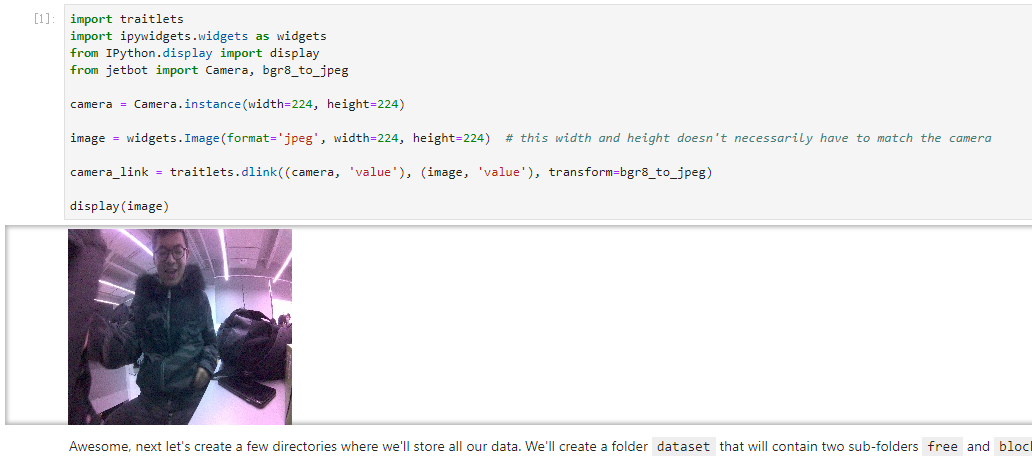 [1]:
import traitlets
import ipywidgets.widgets as widgets
from IPython.display import display
from jetbot import Camera, bgr8_to_jpeg
camera = Camera.instance(width=224, height=224)
image = widgets.Image(format='jpeg', width=224, height=224)  # this width and height doesn't necessarily have to match the camera
camera_link = traitlets.dlink((camera, 'value'), (image, 'value'), transform=bgr8_to_jpeg)
display(image)
Awesome, next let's create a few directories where we'll store all our data. We'll create a folder dataset that will contain two sub-folders free and